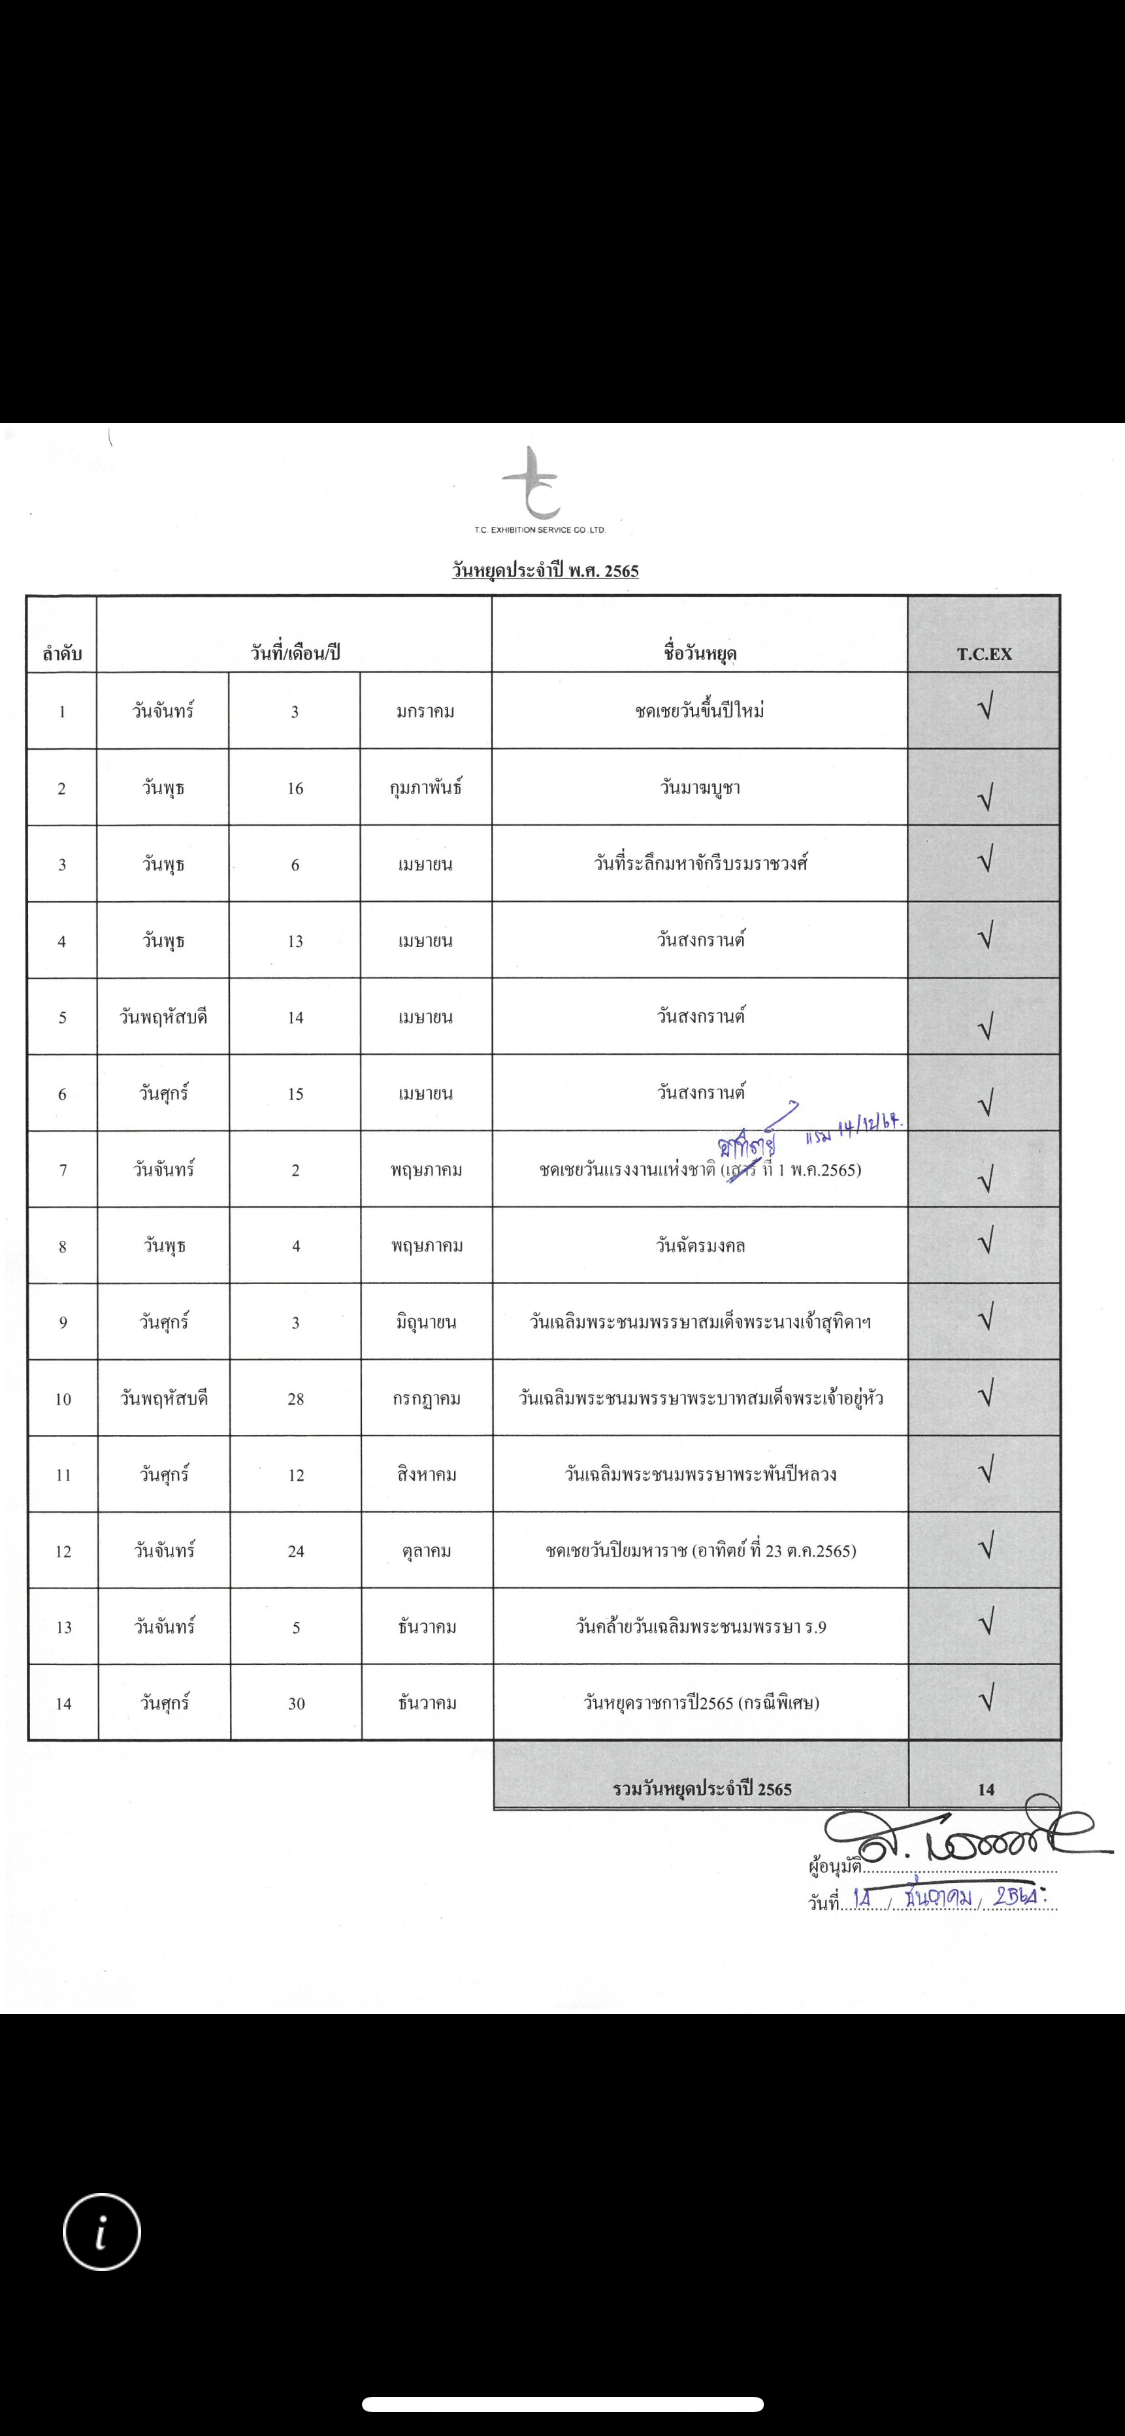 T.C. EXHIBITION SERVICE CO.,LTD.
วันหยุดประจำปี พ.ศ. 2565
ลำดับ วันที่/เดือน/ปี ชื่อวันหยุด T.C.EX
1 วันจันทร์ 3 มกราคม ชดเชยวันขึ้นปีใหม่ √
2 วันพุธ 16 กุมภาพันธ์ วันมาฆบูชา √
3 วันพุธ 6 เมษายน วันที่ระลึกมหาจักรีบรมราชวงศ์ √
4 วันพุธ 13 เมษายน วันสงกรานต์ √
5 วันพฤหัสบดี 14 เมษายน วันสงกรานต์ √
6 วันศุกร์ 15 เมษายน วันสงกรานต์ √
อาทิตย์ 14/12/64.
7 วันจันทร์ 2 พฤษภาคม ชดเชยวันแรงงานแห่งชาติ (เสาร์ ที่ 1 พ.ค.2565) √
8 วันพุธ 4 พฤษภาคม วันฉัตรมงคล √
9 วันศุกร์ 3 มิถุนายน วันเฉลิมพระชนมพรรษาสมเด็จพระนางเจ้าสุทิดาฯ √
10 วันพฤหัสบดี 28 กรกฎาคม วันเฉลิมพระชนมพรรษาพระบาทสมเด็จพระเจ้าอยู่หัว √
11 วันศุกร์ 12 สิงหาคม วันเฉลิมพระชนมพรรษาพระพันปีหลวง √
12 วันจันทร์ 24 ตุลาคม ชดเชยวันปิยมหาราช (อาทิตย์ ที่ 23 ต.ค.2565) √
13 วันจันทร์ 5 ธันวาคม วันคล้ายวันเฉลิมพระชนมพรรษา ร.9 √
14 วันศุกร์ 30 ธันวาคม วันหยุดราชการปี2565 (กรณีพิเศษ) √
รวมวันหยุดประจำปี 2565 14
ผู้อนุมัติ
วันที่ 14 / ธันวาคม / 2564